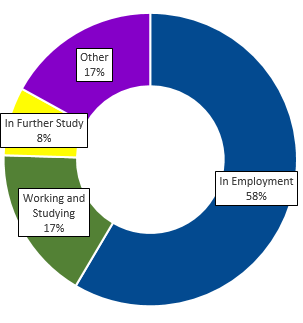 Other
17%
In Further Study
8%
In Employment
58%
Working and
Studying
17%